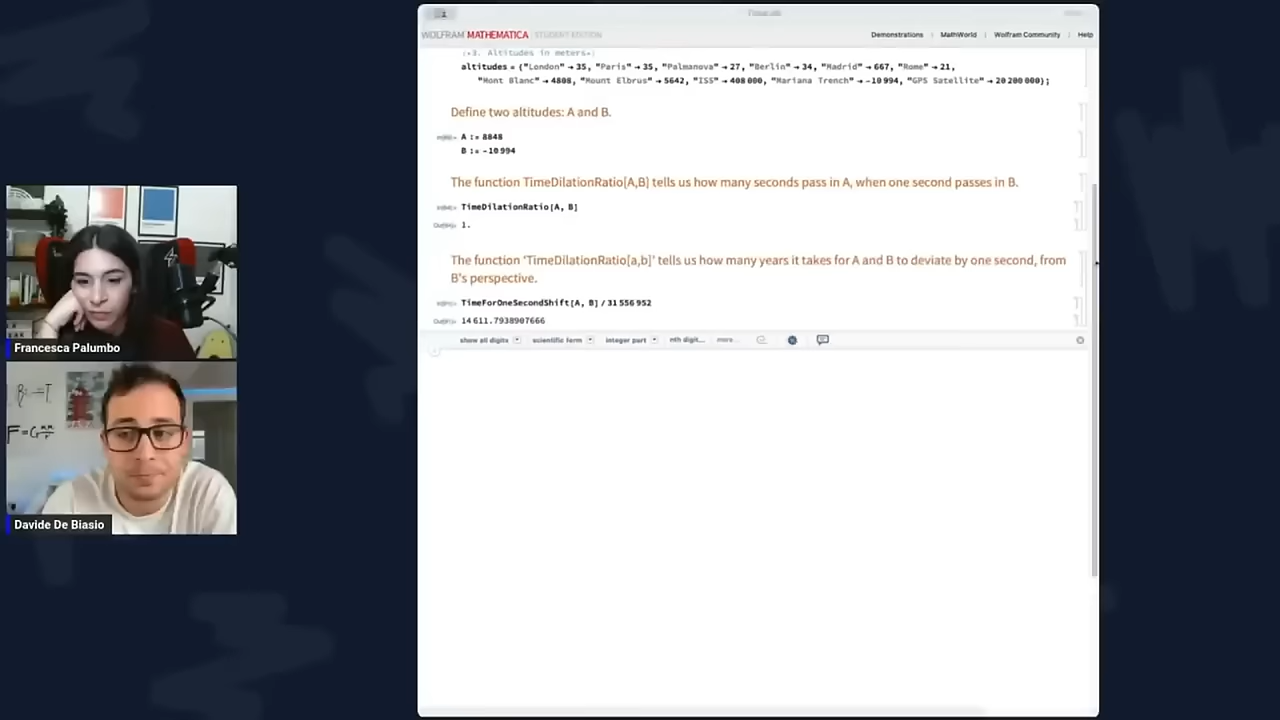 WOLFRAM MATHEMATICA | STUDENT EDITION
Demonstrations | MathWorld | Wolfram Community | Help
(*3. Altitudes in meters*)
altitudes = {"London" → 35, "Paris" → 35, "Palmanova" → 27, "Berlin" → 34, "Madrid" → 667, "Rome" → 21,
"Mont Blanc" → 4808, "Mount Elbrus" → 5642, "ISS" → 408 000, "Mariana Trench" → -10 994, "GPS Satellite" → 20 200 000};
Define two altitudes: A and B.
A := 8848
B := -10 994
The function TimeDilationRatio[A,B] tells us how many seconds pass in A, when one second passes in B.
TimeDilationRatio[A, B]
1.
The function 'TimeDilationRatio[a,b]' tells us how many years it takes for A and B to deviate by one second, from
B's perspective.
TimeForOneSecondShift[A, B] / 31 556 952
14 611.7938907666
show all digits scientific form integer part nth digit... more...
Francesca Palumbo
Davide De Biasio